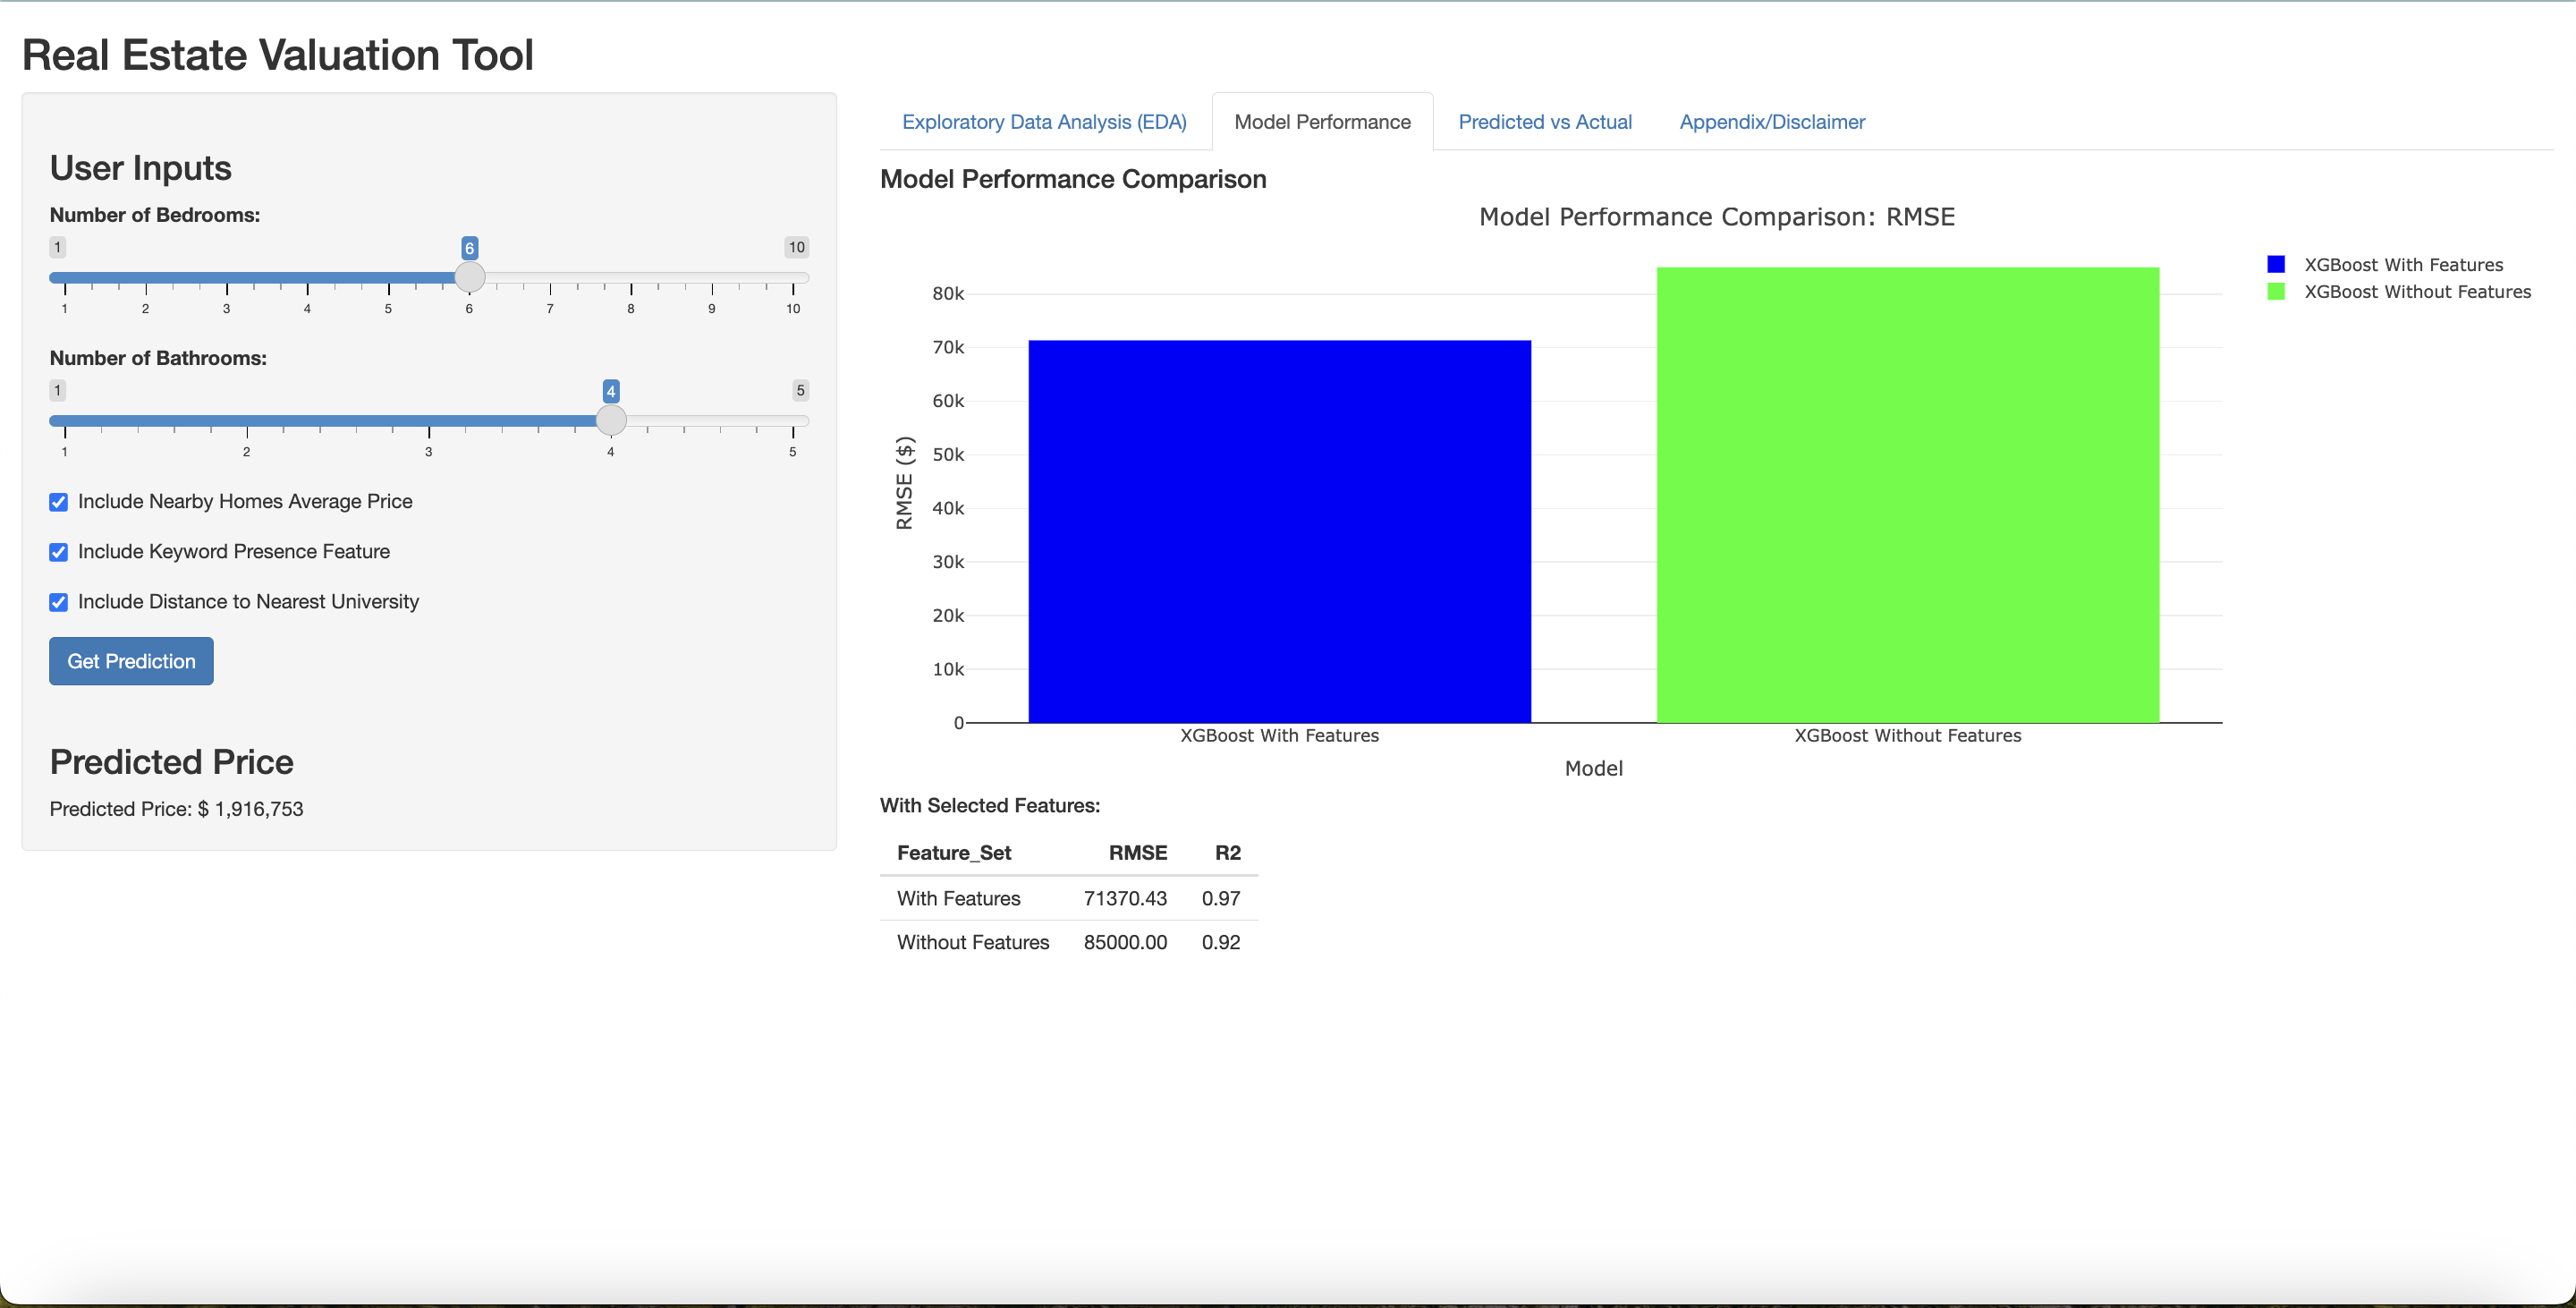 Real Estate Valuation Tool
User Inputs
Number of Bedrooms:
1 6 10
1 2 3 4 5 6 7 8 9 10
Number of Bathrooms:
1 4 5
1 2 3 4 5
Include Nearby Homes Average Price
Include Keyword Presence Feature
Include Distance to Nearest University
Get Prediction
Predicted Price
Predicted Price: $ 1,916,753
Exploratory Data Analysis (EDA) Model Performance Predicted vs Actual Appendix/Disclaimer
Model Performance Comparison
Model Performance Comparison: RMSE
XGBoost With Features
XGBoost Without Features
80k
70k
60k
50k
40k
30k
20k
10k
0
RMSE ($)
XGBoost With Features XGBoost Without Features
Model
With Selected Features:
Feature_Set RMSE R2
With Features 71370.43 0.97
Without Features 85000.00 0.92